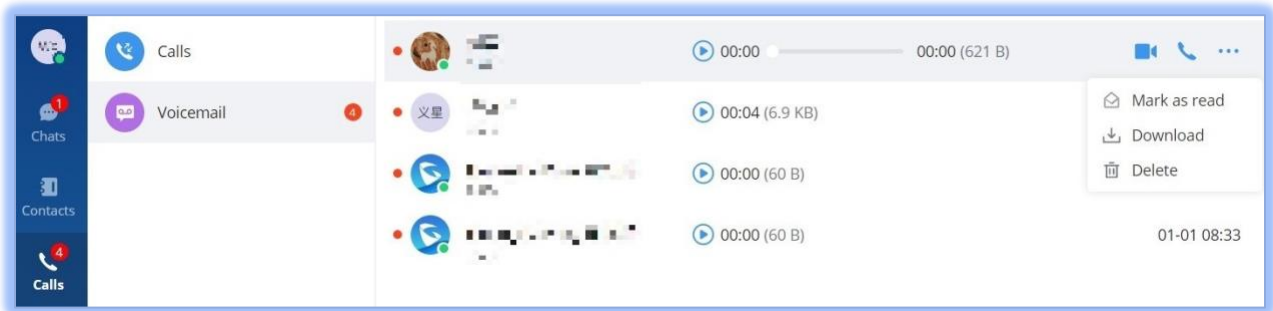 Calls
00:00 00:00 (621 B)
1
Chats
Voicemail 4
义星
00:04 (6.9 KB)
Mark as read
Download
Delete
Contacts
00:00 (60 B)
4
Calls
00:00 (60 B)
01-01 08:33